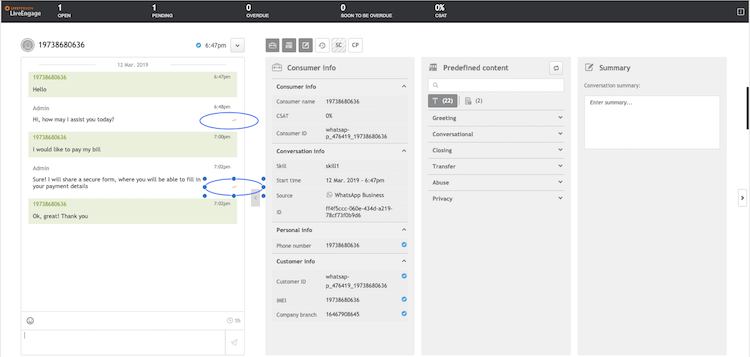 LIVEPERSON
LiveEngage
1
OPEN
1
PENDING
0
OVERDUE
0
SOON TO BE OVERDUE
0%
CSAT
19738680636
6:47pm
12 Mar, 2019
19738680636
6:47pm
Hello
Admin
6:48pm
Hi, how may I assist you today?
19738680636
7:00pm
I would like to pay my bill
Admin
7:02pm
Sure! I will share a secure form, where you will be able to fill in
your payment details
19738680636
7:02pm
Ok, great! Thank you
1h
SC
CP
Consumer Info
Consumer info
Consumer name
19738680636
CSAT
0%
Consumer ID
whatsap-
p_476419_19738680636
Conversation Info
Skill
skill1
Start time
12 Mar. 2019 - 6:47pm
Source
WhatsApp Business
ID
ff4f5ccc-060e-434d-a219-
78cf73f0b9d6
Personal Info
Phone number
19738680636
Customer Info
Customer ID
whatsap-
p_476419_19738680636
IMEI
19738680636
Company branch
16467908645
Predefined content
T (22)
(2)
Greeting
Conversational
Closing
Transfer
Abuse
Privacy
Summary
Conversation summary:
Enter summary...